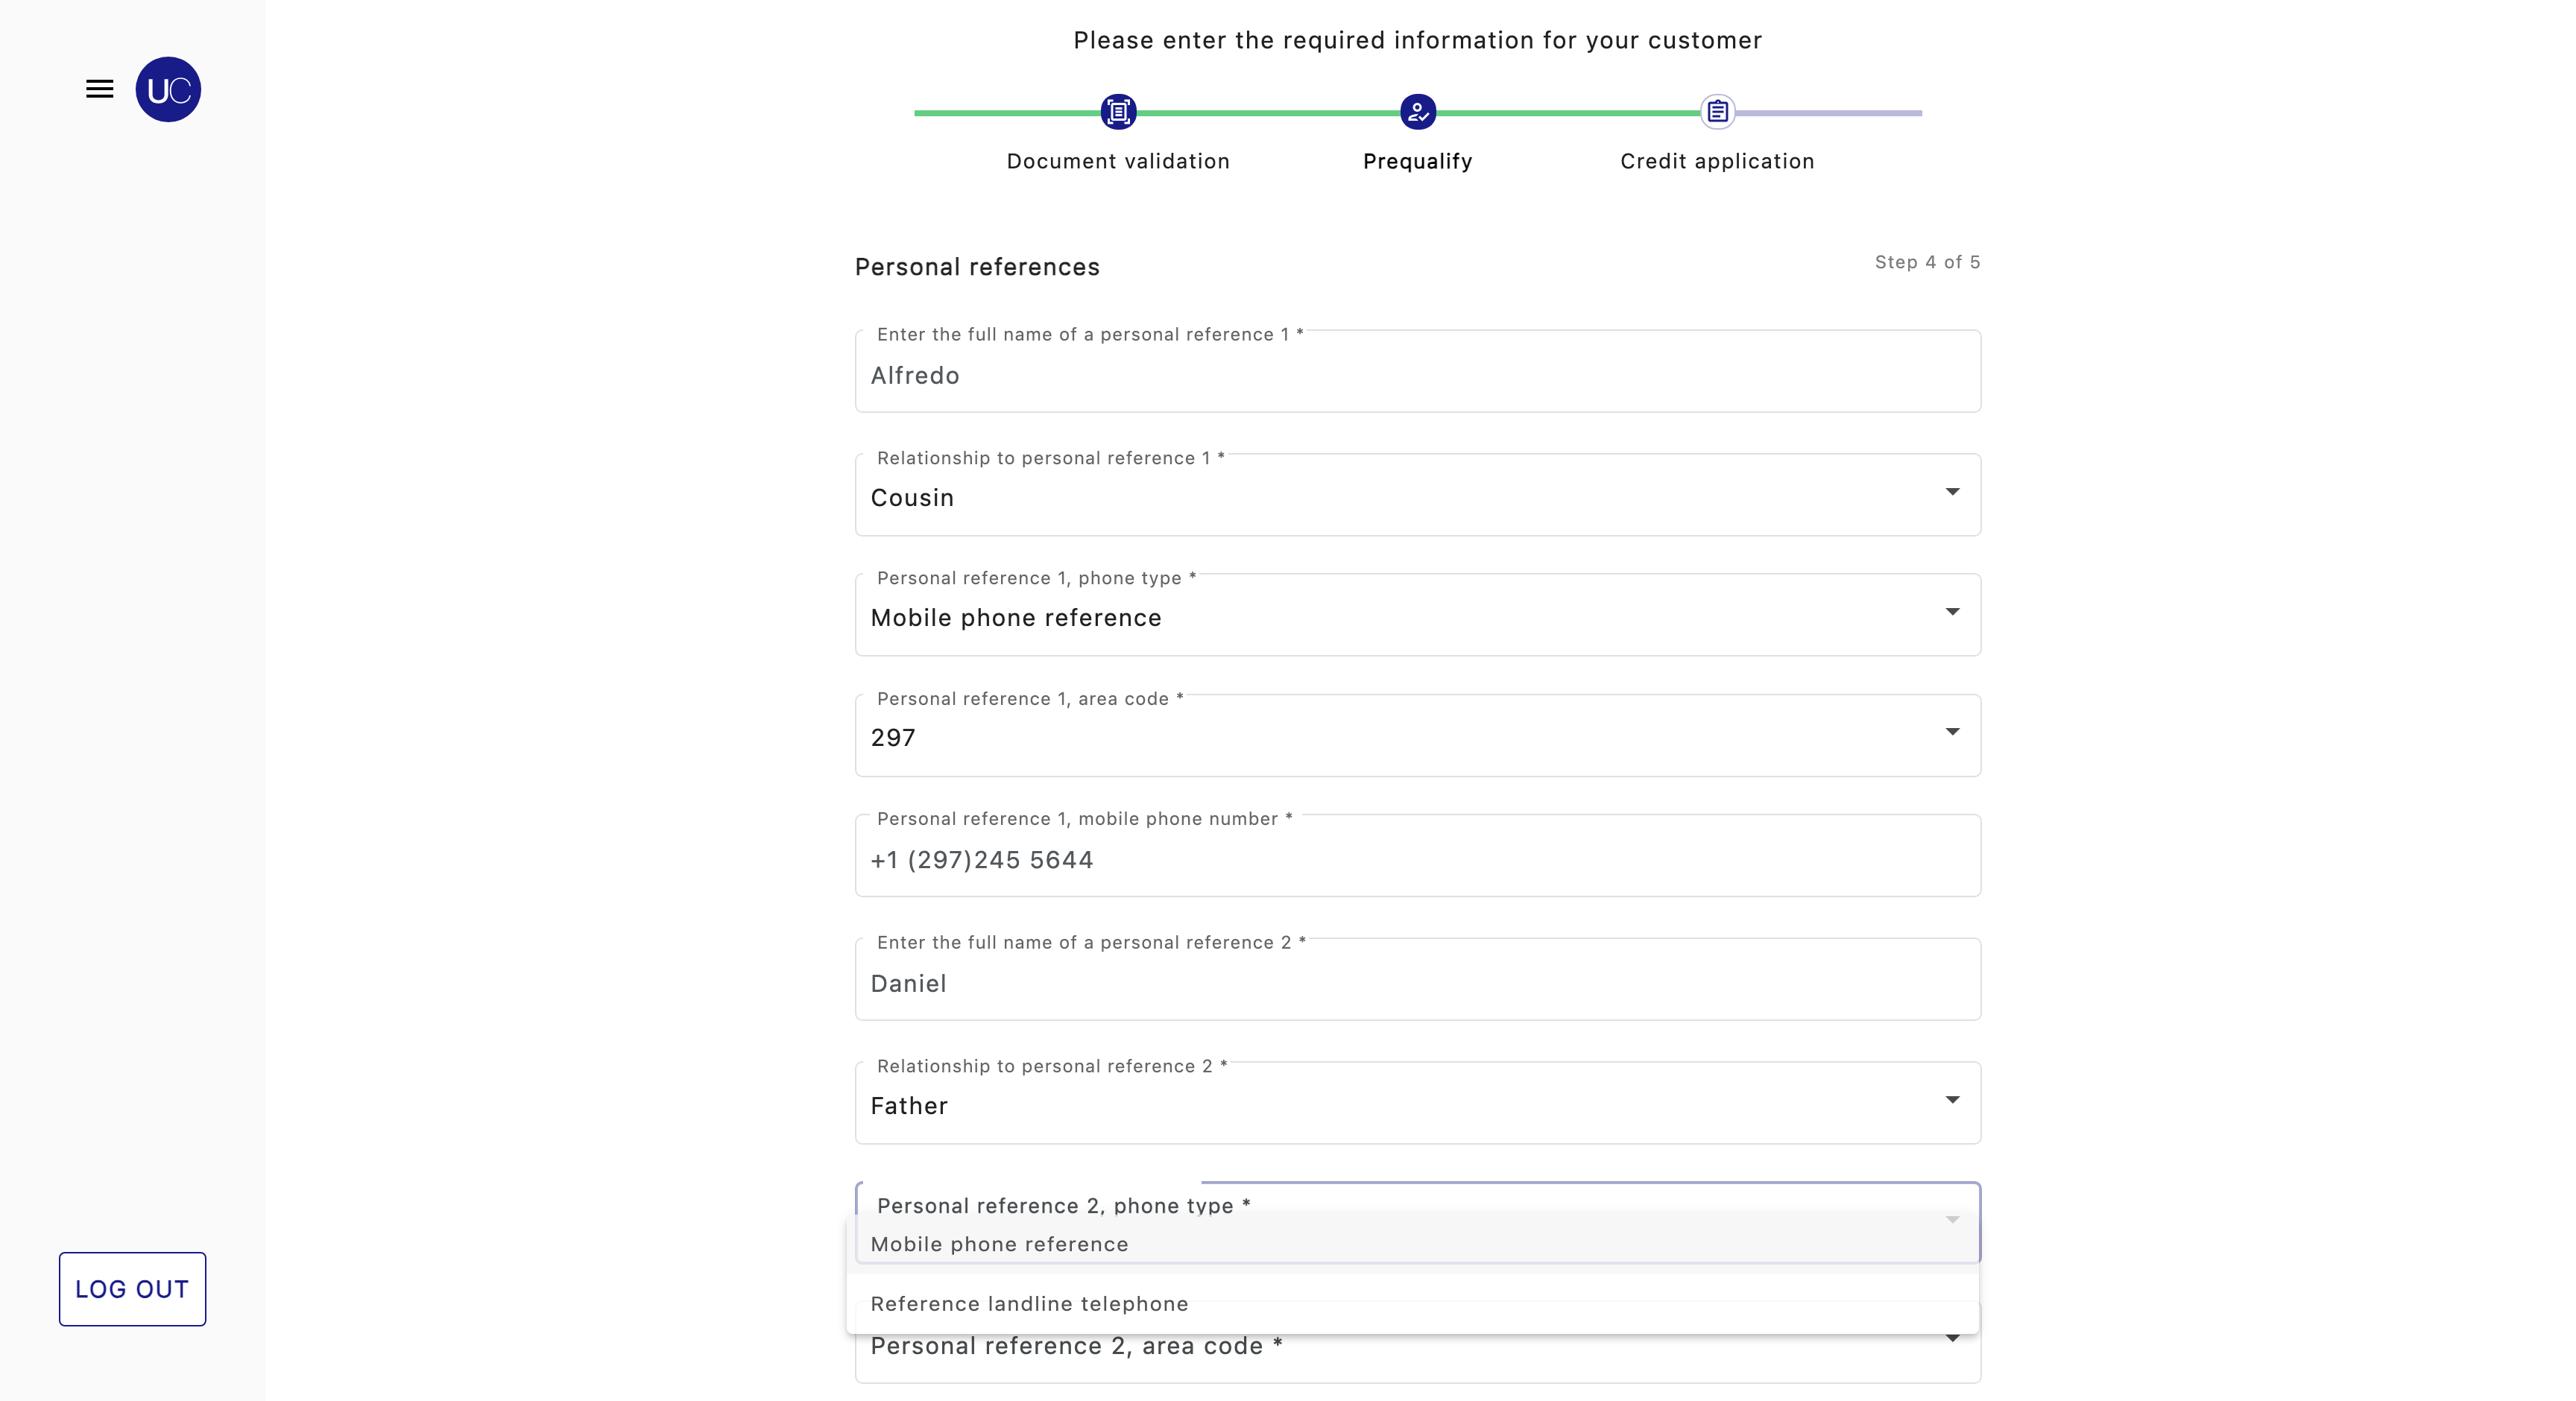 Please enter the required information for your customer
UC
Document validation
Prequalify
Credit application
Personal references
Step 4 of 5
Enter the full name of a personal reference 1 *
Alfredo
Relationship to personal reference 1 *
Cousin
Personal reference 1, phone type *
Mobile phone reference
Personal reference 1, area code *
297
Personal reference 1, mobile phone number *
+1 (297)245 5644
Enter the full name of a personal reference 2 *
Daniel
Relationship to personal reference 2 *
Father
Personal reference 2, phone type *
Mobile phone reference
Reference landline telephone
Personal reference 2, area code *
LOG OUT